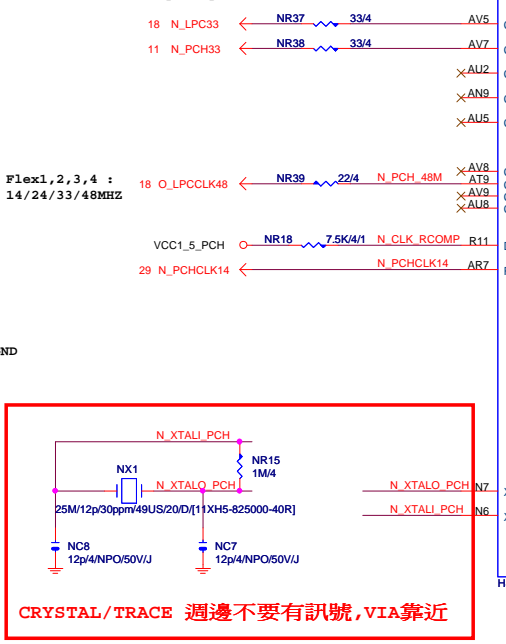 18 N_LPC33 NR37 33/4 AV5
11 N_PCH33 NR38 33/4 AV7
AU2
AN9
AU5
AV8
Flex1,2,3,4 :
14/24/33/48MHZ
18 O_LPCCLK48 NR39 22/4 N_PCH_48M AT9
AV9
AU8
VCC1_5_PCH NR18 7.5K/4/1 N_CLK_RCOMP R11
29 N_PCHCLK14 N_PCHCLK14 AR7
ND
N_XTALI_PCH
NR15
1M/4
NX1
N_XTALO_PCH
N_XTALO_PCH N7
25M/12p/30ppm/49US/20/D/[11XH5-825000-40R]
N_XTALI_PCH N6
NC8
12p/4/NPO/50V/J
NC7
12p/4/NPO/50V/J
H
CRYSTAL/TRACE 週邊不要有訊號,VIA靠近